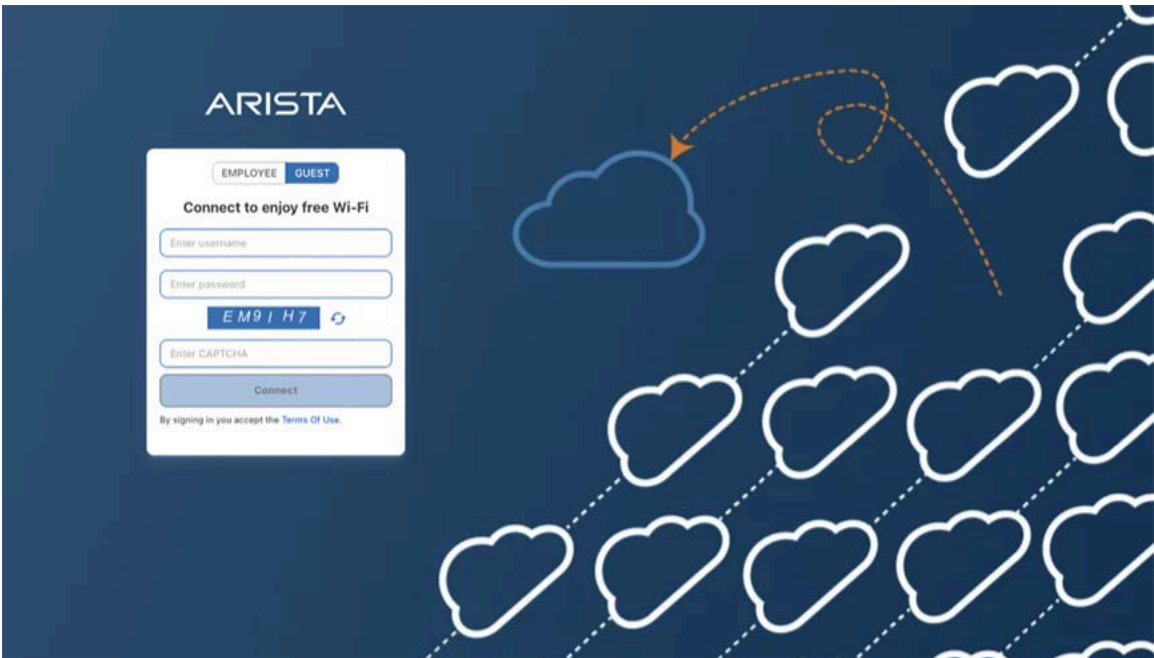 ARISTA
EMPLOYEE GUEST
Connect to enjoy free Wi-Fi
Enter username
Enter password
EM9I H7
Enter CAPTCHA
Connect
By signing in you accept the Terms Of Use.